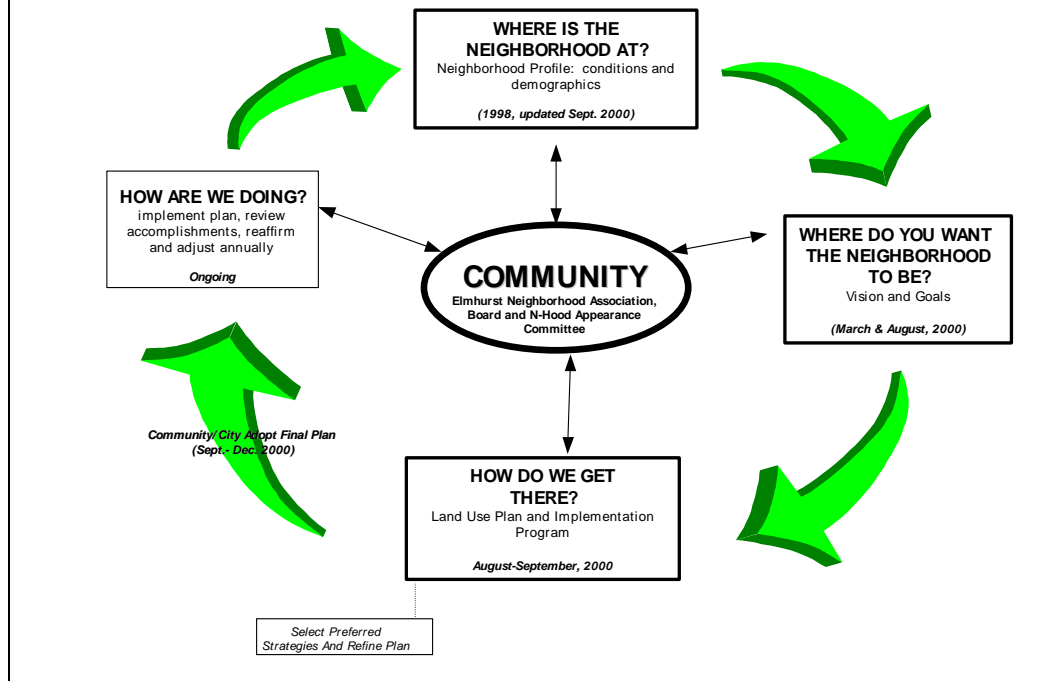 WHERE IS THE
NEIGHBORHOOD AT?
Neighborhood Profile: conditions and
demographics
(1998, updated Sept. 2000)
HOW ARE WE DOING?
implement plan, review
accomplishments, reaffirm
and adjust annually
Ongoing
COMMUNITY
Elmhurst Neighborhood Association,
Board and N-Hood Appearance
Committee
WHERE DO YOU WANT
THE NEIGHBORHOOD
TO BE?
Vision and Goals
(March & August, 2000)
Community/ City Adopt Final Plan
(Sept.- Dec. 2000)
HOW DO WE GET
THERE?
Land Use Plan and Implementation
Program
August-September, 2000
Select Preferred
Strategies And Refine Plan